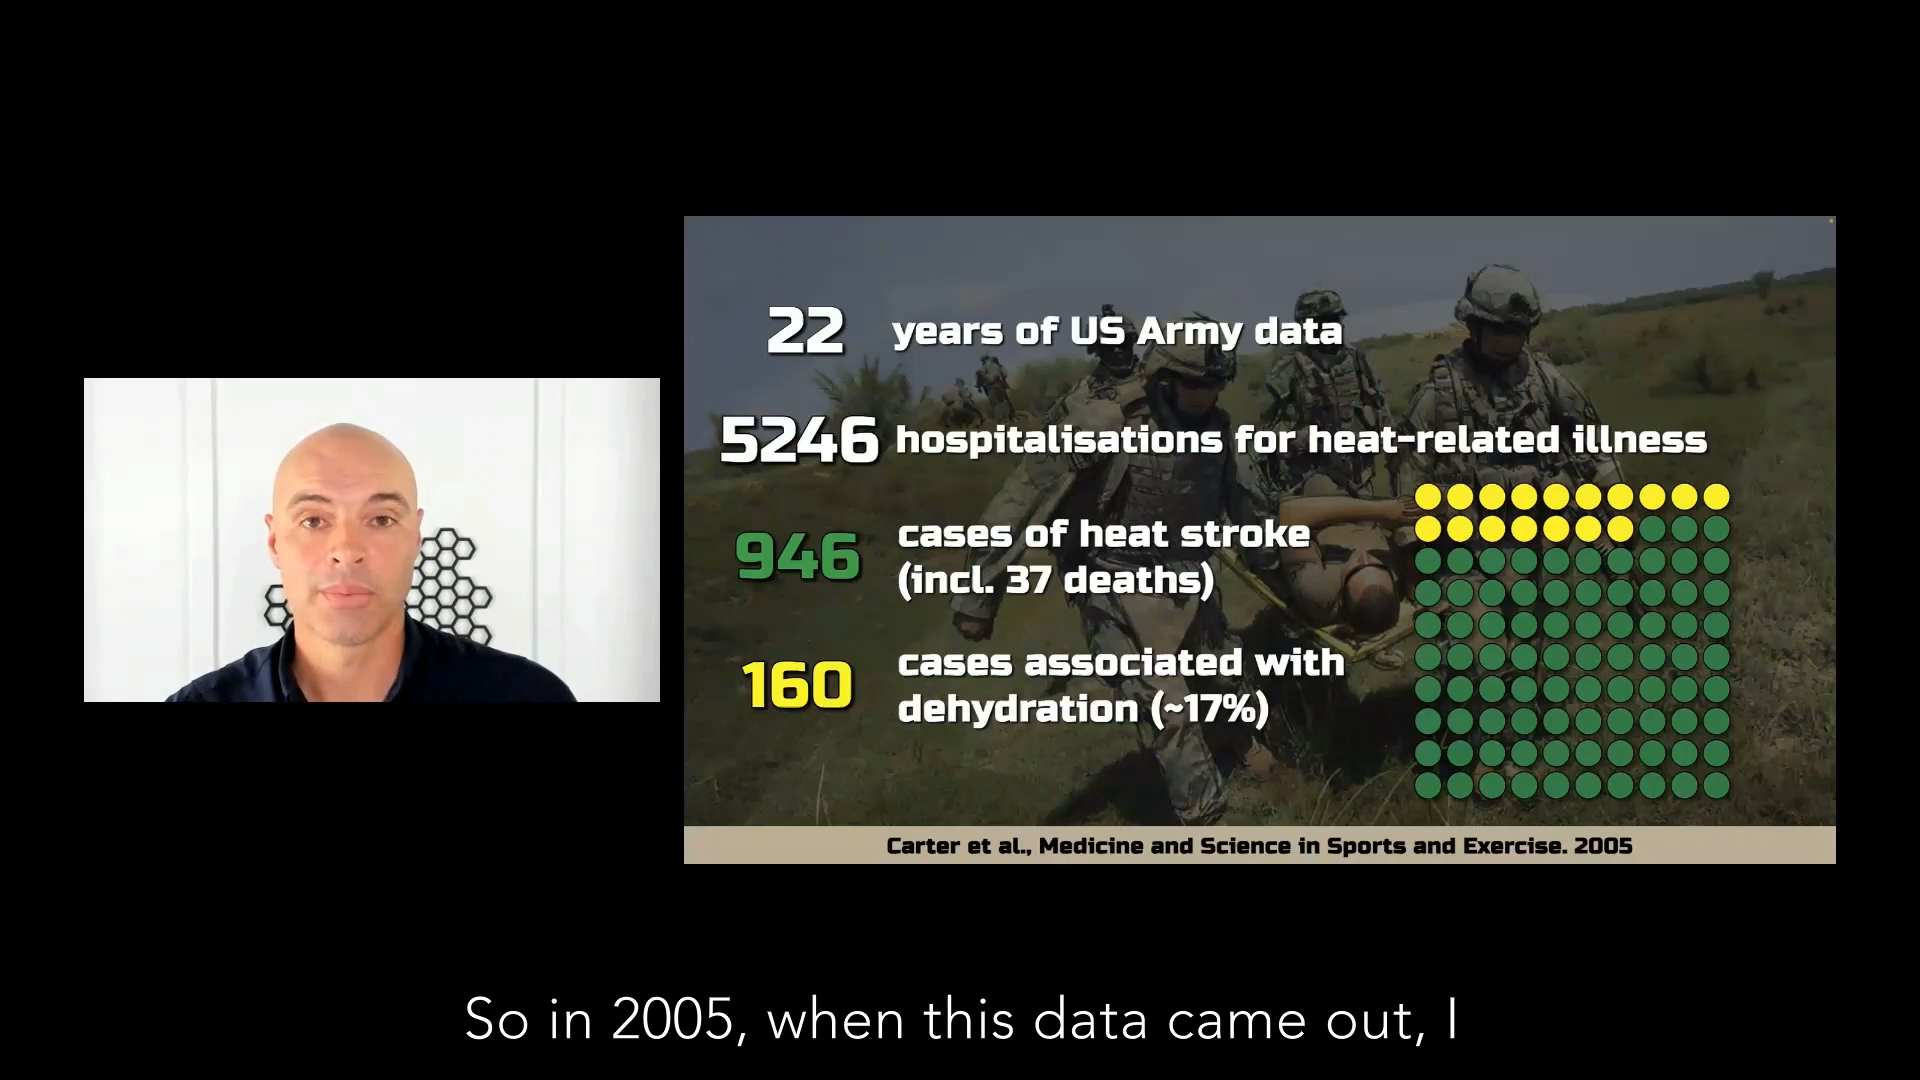 22 years of US Army data
5246 hospitalisations for heat-related illness
946 cases of heat stroke
(incl. 37 deaths)
160 cases associated with
dehydration (~17%)
Carter et al., Medicine and Science in Sports and Exercise. 2005
So in 2005, when this data came out, I